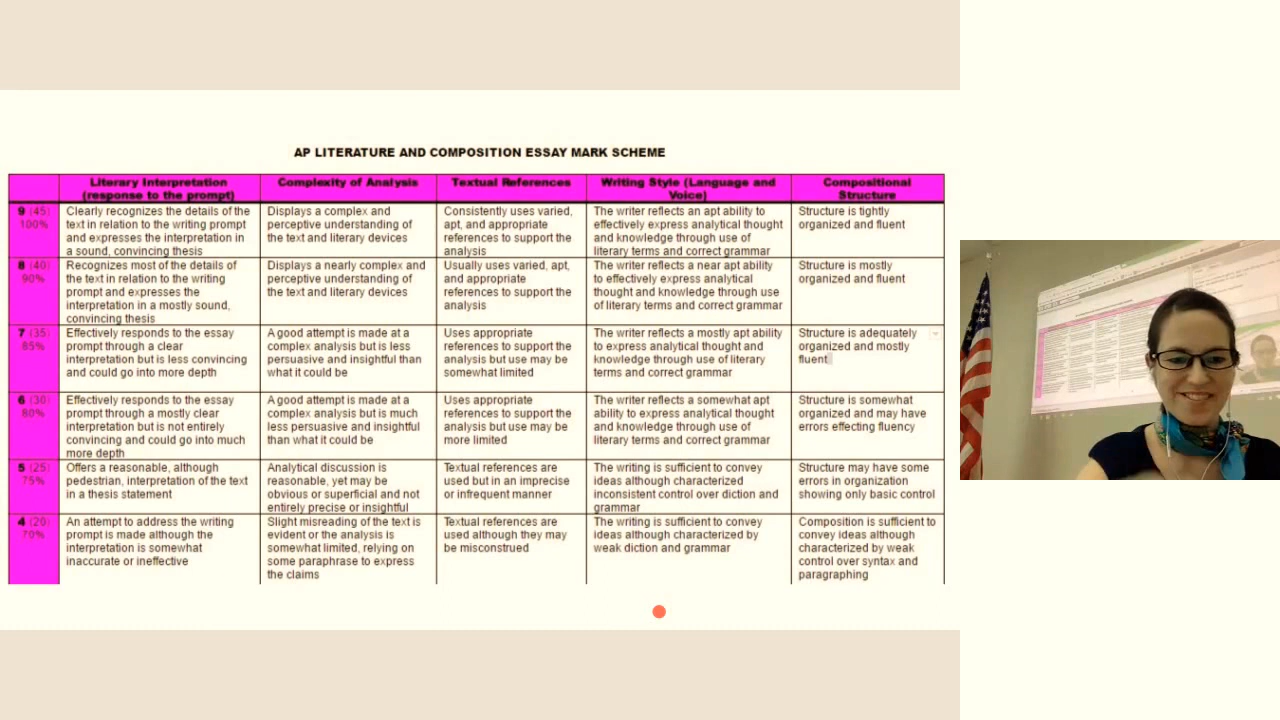 AP LITERATURE AND COMPOSITION ESSAY MARK SCHEME
Literary Interpretation
(response to the prompt)
Complexity of Analysis
Textual References
Writing Style (Language and
Voice)
Compositional
Structure
9 (45)
100%
Clearly recognizes the details of the
text in relation to the writing prompt
and expresses the interpretation in
a sound, convincing thesis
Displays a complex and
perceptive understanding of
the text and literary devices
Consistently uses varied,
apt, and appropriate
references to support the
analysis
The writer reflects an apt ability to
effectively express analytical thought
and knowledge through use of
literary terms and correct grammar
Structure is tightly
organized and fluent
8 (40)
90%
Recognizes most of the details of
the text in relation to the writing
prompt and expresses the
interpretation in a mostly sound,
convincing thesis
Displays a nearly complex and
perceptive understanding of
the text and literary devices
Usually uses varied, apt,
and appropriate
references to support the
analysis
The writer reflects a near apt ability
to effectively express analytical
thought and knowledge through use
of literary terms and correct grammar
Structure is mostly
organized and fluent
7 (35)
85%
Effectively responds to the essay
prompt through a clear
interpretation but is less convincing
and could go into more depth
A good attempt is made at a
complex analysis but is less
persuasive and insightful than
what it could be
Uses appropriate
references to support the
analysis but use may be
somewhat limited
The writer reflects a mostly apt ability
to express analytical thought and
knowledge through use of literary
terms and correct grammar
Structure is adequately
organized and mostly
fluent
6 (30)
80%
Effectively responds to the essay
prompt through a mostly clear
interpretation but is not entirely
convincing and could go into much
more depth
A good attempt is made at a
complex analysis but is much
less persuasive and insightful
than what it could be
Uses appropriate
references to support the
analysis but use may be
more limited
The writer reflects a somewhat apt
ability to express analytical thought
and knowledge through use of
literary terms and correct grammar
Structure is somewhat
organized and may have
errors effecting fluency
5 (25)
75%
Offers a reasonable, although
pedestrian, interpretation of the text
in a thesis statement
Analytical discussion is
reasonable, yet may be
obvious or superficial and not
entirely precise or insightful
Textual references are
used but in an imprecise
or infrequent manner
The writing is sufficient to convey
ideas although characterized
inconsistent control over diction and
grammar
Structure may have some
errors in organization
showing only basic control
4 (20)
70%
An attempt to address the writing
prompt is made although the
interpretation is somewhat
inaccurate or ineffective
Slight misreading of the text is
evident or the analysis is
somewhat limited, relying on
some paraphrase to express
the claims
Textual references are
used although they may
be misconstrued
The writing is sufficient to convey
ideas although characterized by
weak diction and grammar
Composition is sufficient to
convey ideas although
characterized by weak
control over syntax and
paragraphing